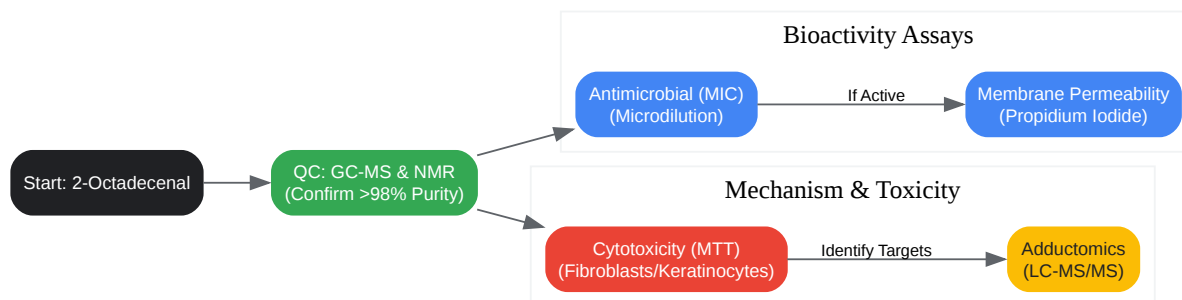 Bioactivity Assays
Antimicrobial (MIC)
(Microdilution)
If Active
Membrane Permeability
(Propidium Iodide)
Start: 2-Octadecenal
QC: GC-MS & NMR
(Confirm >98% Purity)
Mechanism & Toxicity
Cytotoxicity (MTT)
(Fibroblasts/Keratinocytes)
Identify Targets
Adductomics
(LC-MS/MS)